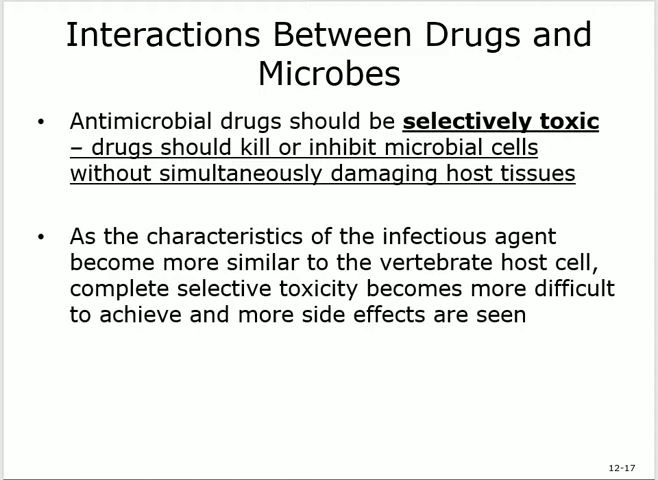 Interactions Between Drugs and
Microbes
• Antimicrobial drugs should be selectively toxic
– drugs should kill or inhibit microbial cells
without simultaneously damaging host tissues
• As the characteristics of the infectious agent
become more similar to the vertebrate host cell,
complete selective toxicity becomes more difficult
to achieve and more side effects are seen
12-17